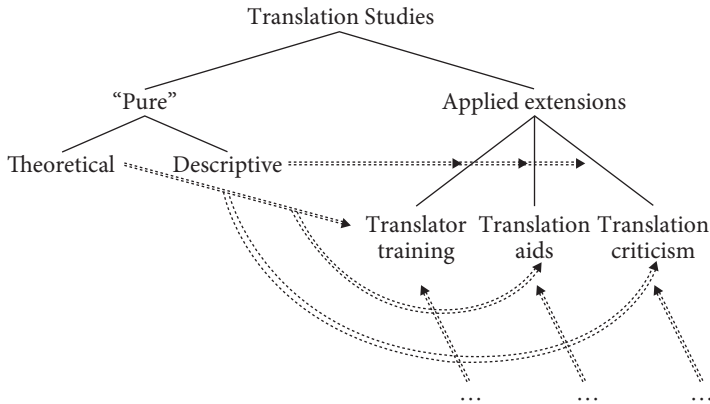 Translation Studies
“Pure”
Applied extensions
Theoretical
Descriptive
Translator
training
Translation
aids
Translation
criticism
...
...
...